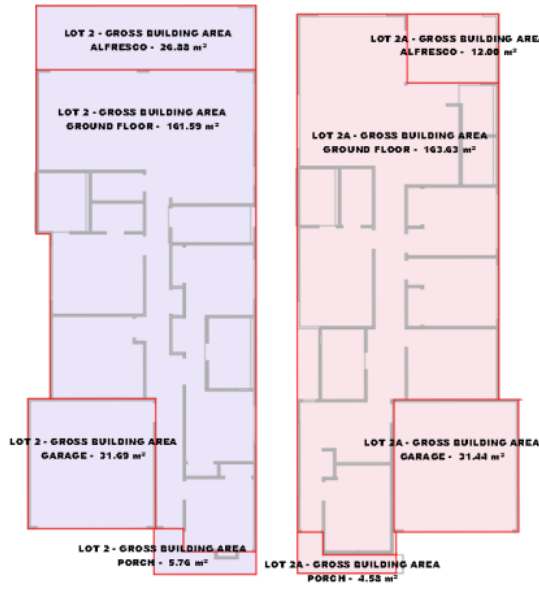 LOT 2 - GROSS BUILDING AREA
ALFRESCO - 26.88 m²
LOT 2A - GROSS BUILDING AREA
ALFRESCO - 12.00 m²
LOT 2 - GROSS BUILDING AREA
GROUND FLOOR - 161.59 m²
LOT 2A - GROSS BUILDING AREA
GROUND FLOOR - 163.63 m²
LOT 2 - GROSS BUILDING AREA
GARAGE - 31.69 m²
LOT 2A - GROSS BUILDING AREA
GARAGE - 31.44 m²
LOT 2 - GROSS BUILDING AREA
PORCH - 5.76 m²
LOT 2A - GROSS BUILDING AREA
PORCH - 4.58 m²